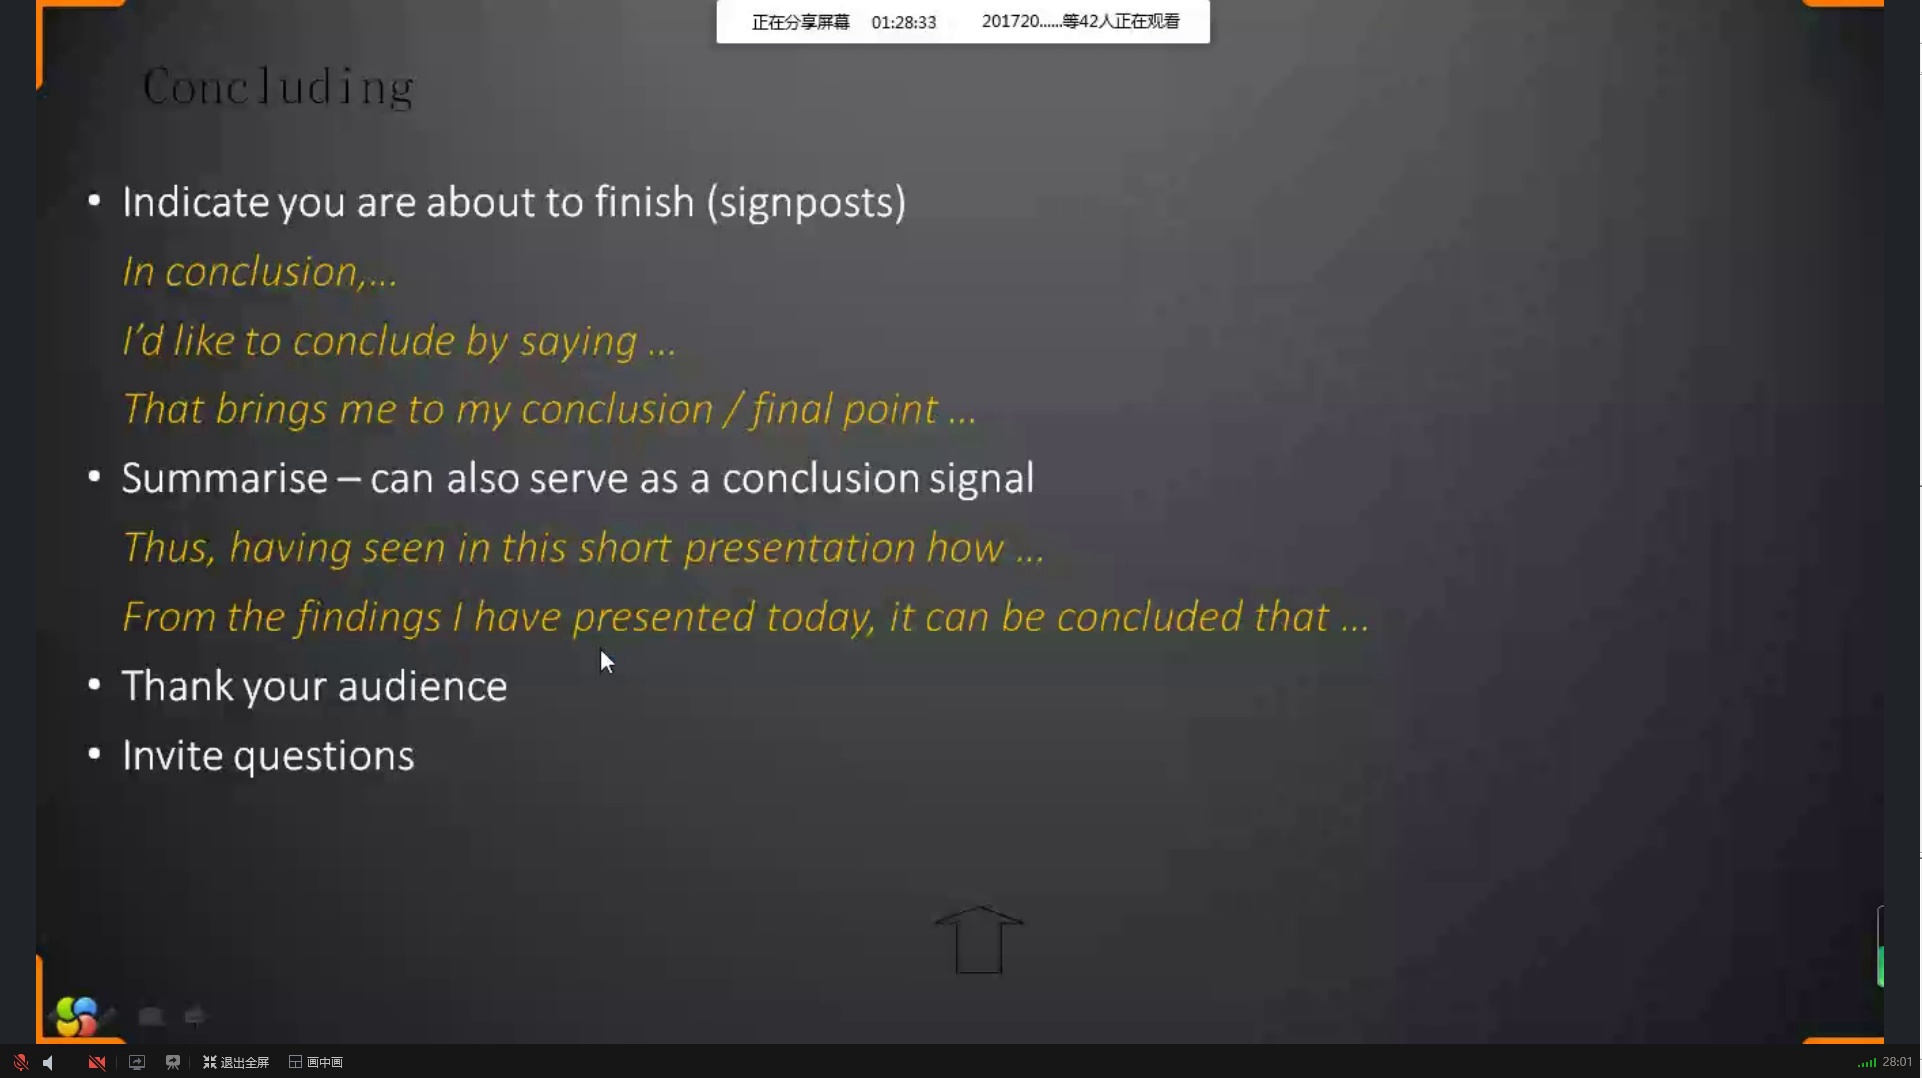 正在分享屏幕 01:28:33 201720......等42人正在观看
Concluding
• Indicate you are about to finish (signposts)
In conclusion,…
I’d like to conclude by saying …
That brings me to my conclusion / final point …
• Summarise – can also serve as a conclusion signal
Thus, having seen in this short presentation how …
From the findings I have presented today, it can be concluded that …
• Thank your audience
• Invite questions
退出全屏 画中画 28:01